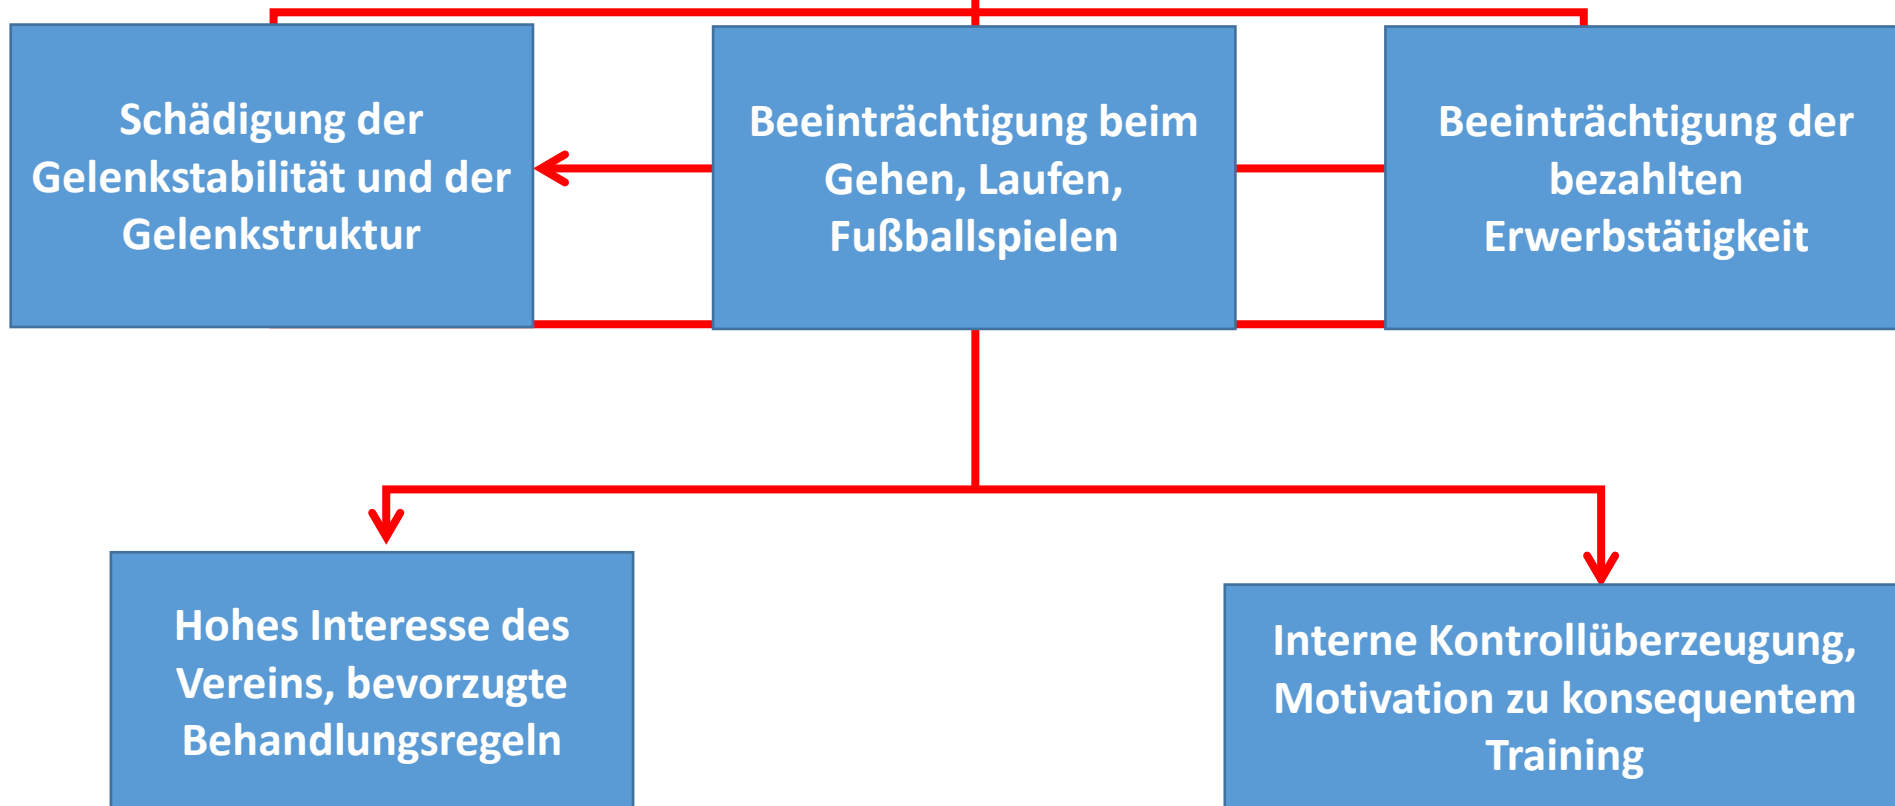 Schädigung der
Gelenkstabilität und der
Gelenkstruktur
Beeinträchtigung beim
Gehen, Laufen,
Fußballspielen
Beeinträchtigung der
bezahlten
Erwerbstätigkeit
Hohes Interesse des
Vereins, bevorzugte
Behandlungsregeln
Interne Kontrollüberzeugung,
Motivation zu konsequentem
Training